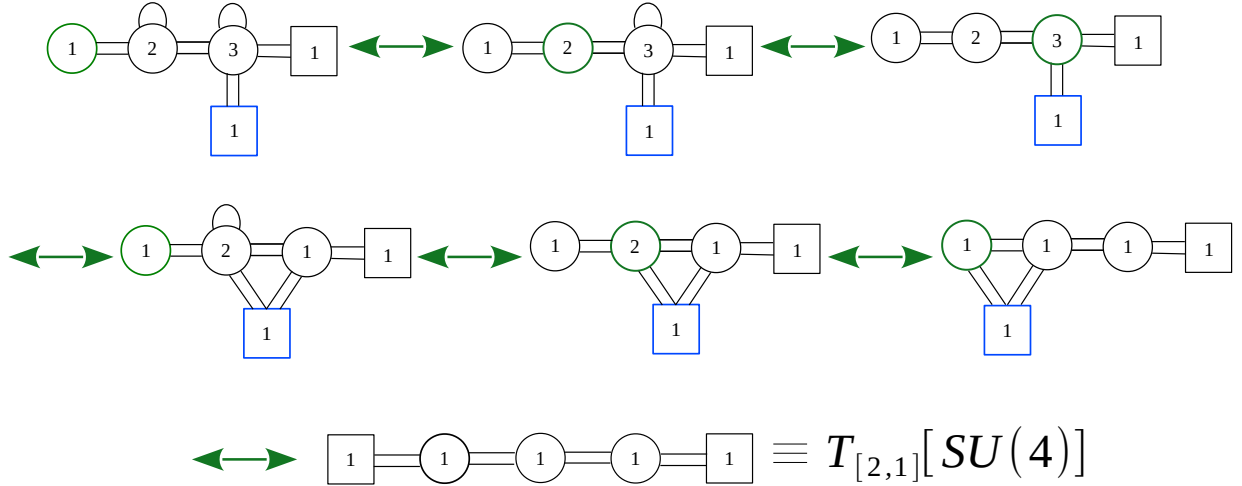 1 2 3 1 1 2 3 1 1 2 3 1
1 1 1
1 2 1 1 1 2 1 1 1 1 1 1
1 1 1
1 1 1 1 1 ≡ T_{[2,1]}[SU(4)]